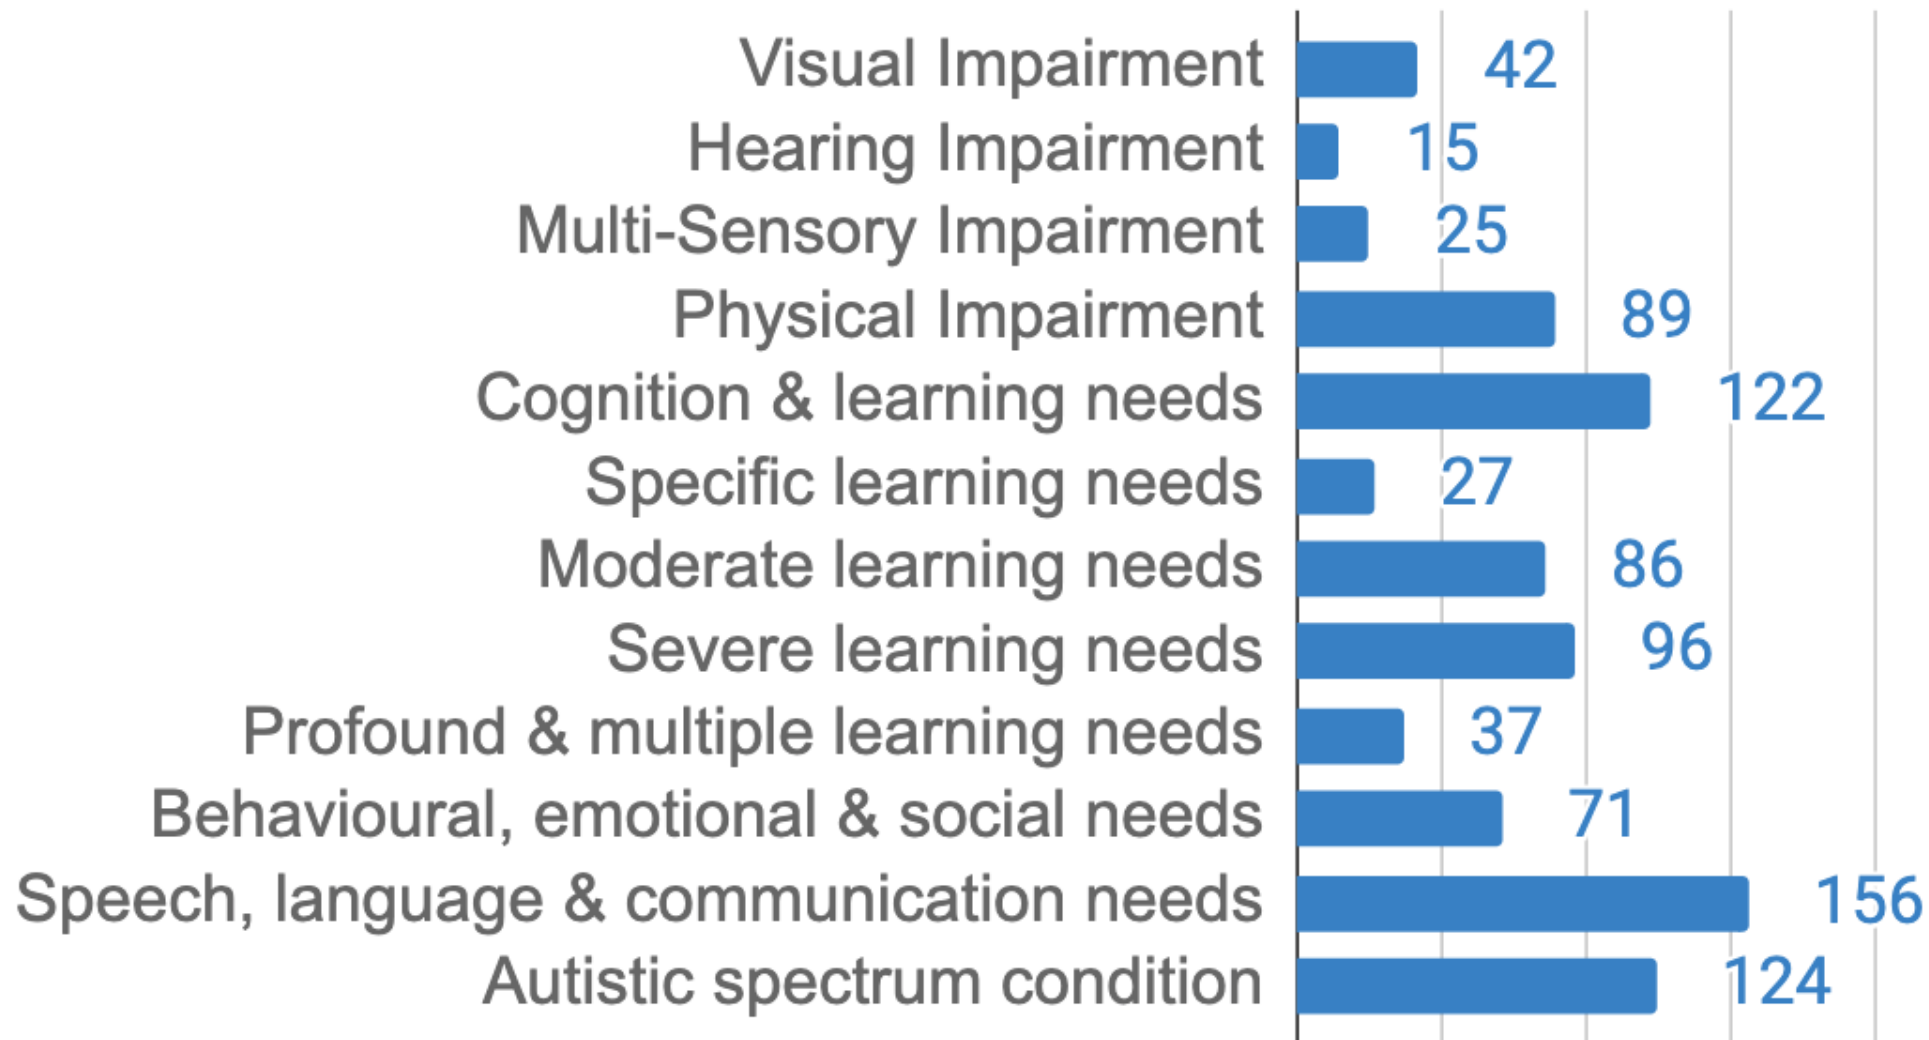 Visual Impairment 42
Hearing Impairment 15
Multi-Sensory Impairment 25
Physical Impairment 89
Cognition & learning needs 122
Specific learning needs 27
Moderate learning needs 86
Severe learning needs 96
Profound & multiple learning needs 37
Behavioural, emotional & social needs 71
Speech, language & communication needs 156
Autistic spectrum condition 124